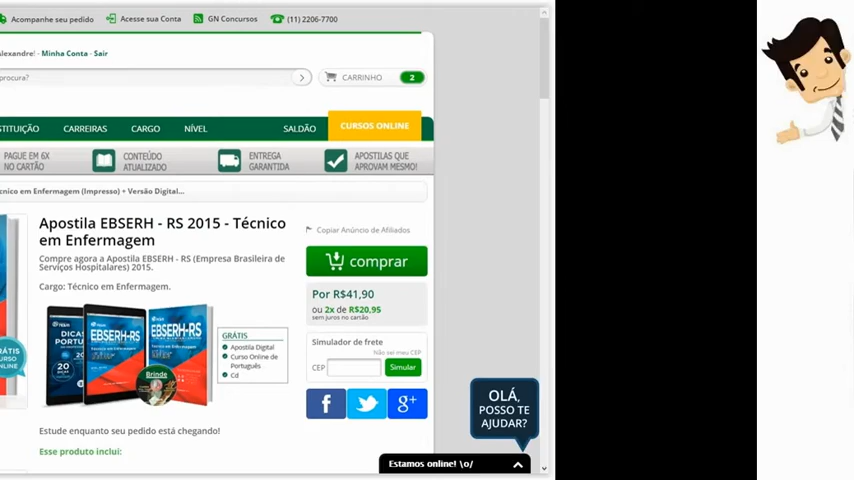 Acompanhe seu pedido Acesse sua Conta GN Concursos (11) 2206-7700
Alexandre! - Minha Conta - Sair
procura? CARRINHO 2
CARREIRAS CARGO NÍVEL SALDÃO CURSOS ONLINE
PAGUE EM 6X
NO CARTÃO
CONTEÚDO
ATUALIZADO
ENTREGA
GARANTIDA
APOSTILAS QUE
APROVAM MESMO!
em Enfermagem (Impresso) + Versão Digital...
Apostila EBSERH - RS 2015 - Técnico
em Enfermagem
Compre agora a Apostila EBSERH - RS (Empresa Brasileira de
Serviços Hospitalares) 2015.
Cargo: Técnico em Enfermagem.
EBSERH-RS
EBSERH-RS
Brinde
GRÁTIS
Apostila Digital
Curso Online de
Português
Cd
GRÁTIS
CURSO
ONLINE
Estude enquanto seu pedido está chegando!
Esse produto inclui:
Copiar Anúncio de Afiliados
comprar
Por R$41,90
ou 2x de R$20,95
sem juros no cartão
Simulador de frete
Não sei meu CEP
CEP Simular
f g+
OLÁ,
POSSO TE
AJUDAR?
Estamos online! \o/